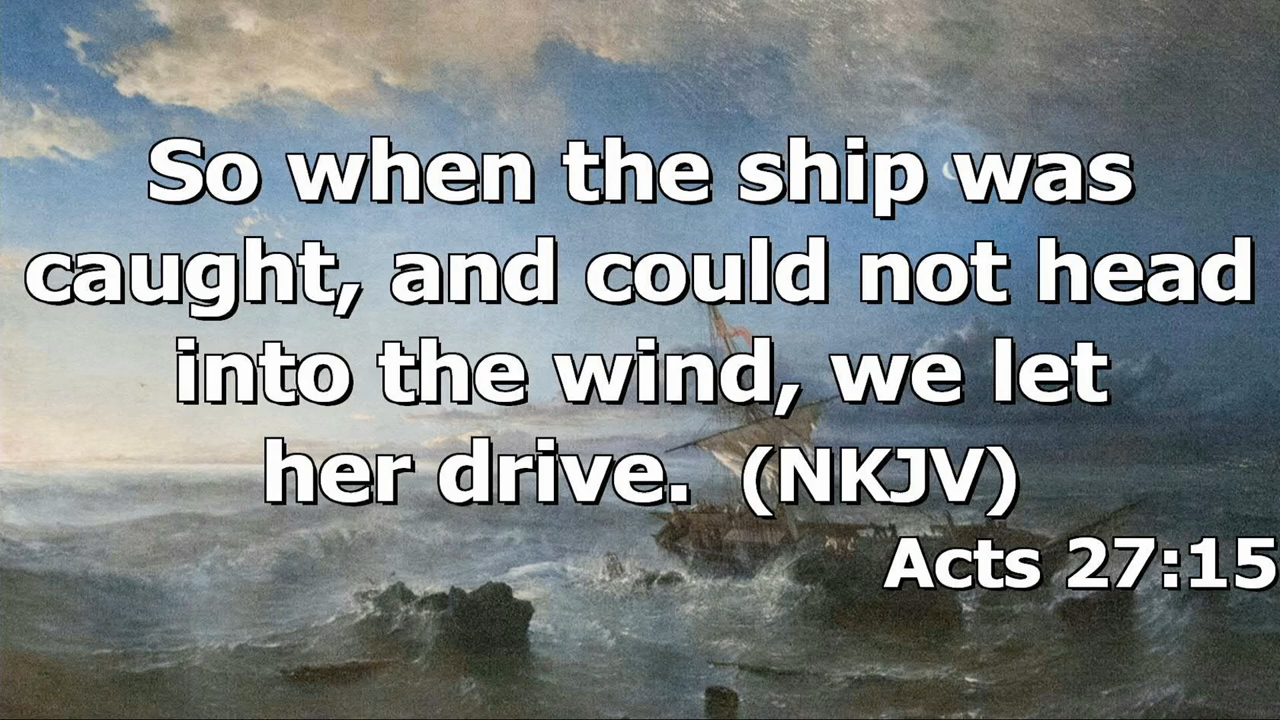 So when the ship was
caught, and could not head
into the wind, we let
her drive. (NKJV)
Acts 27:15